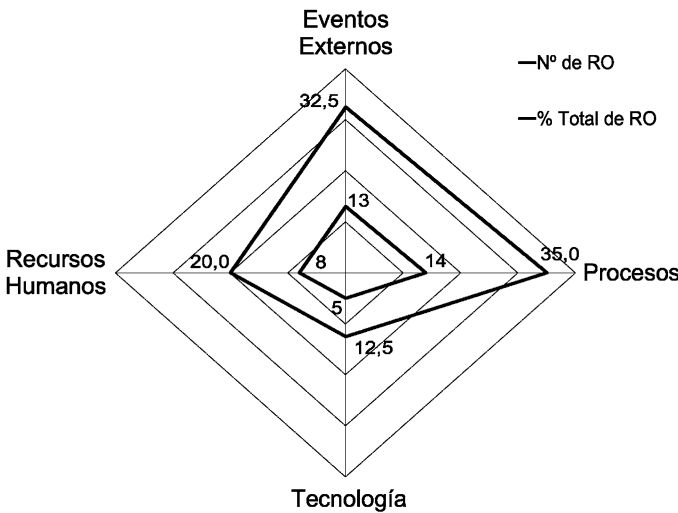 Eventos
Externos
Nº de RO
% Total de RO
32,5
13
35,0
14
Procesos
Recursos
Humanos
20,0
8
5
12,5
Tecnología